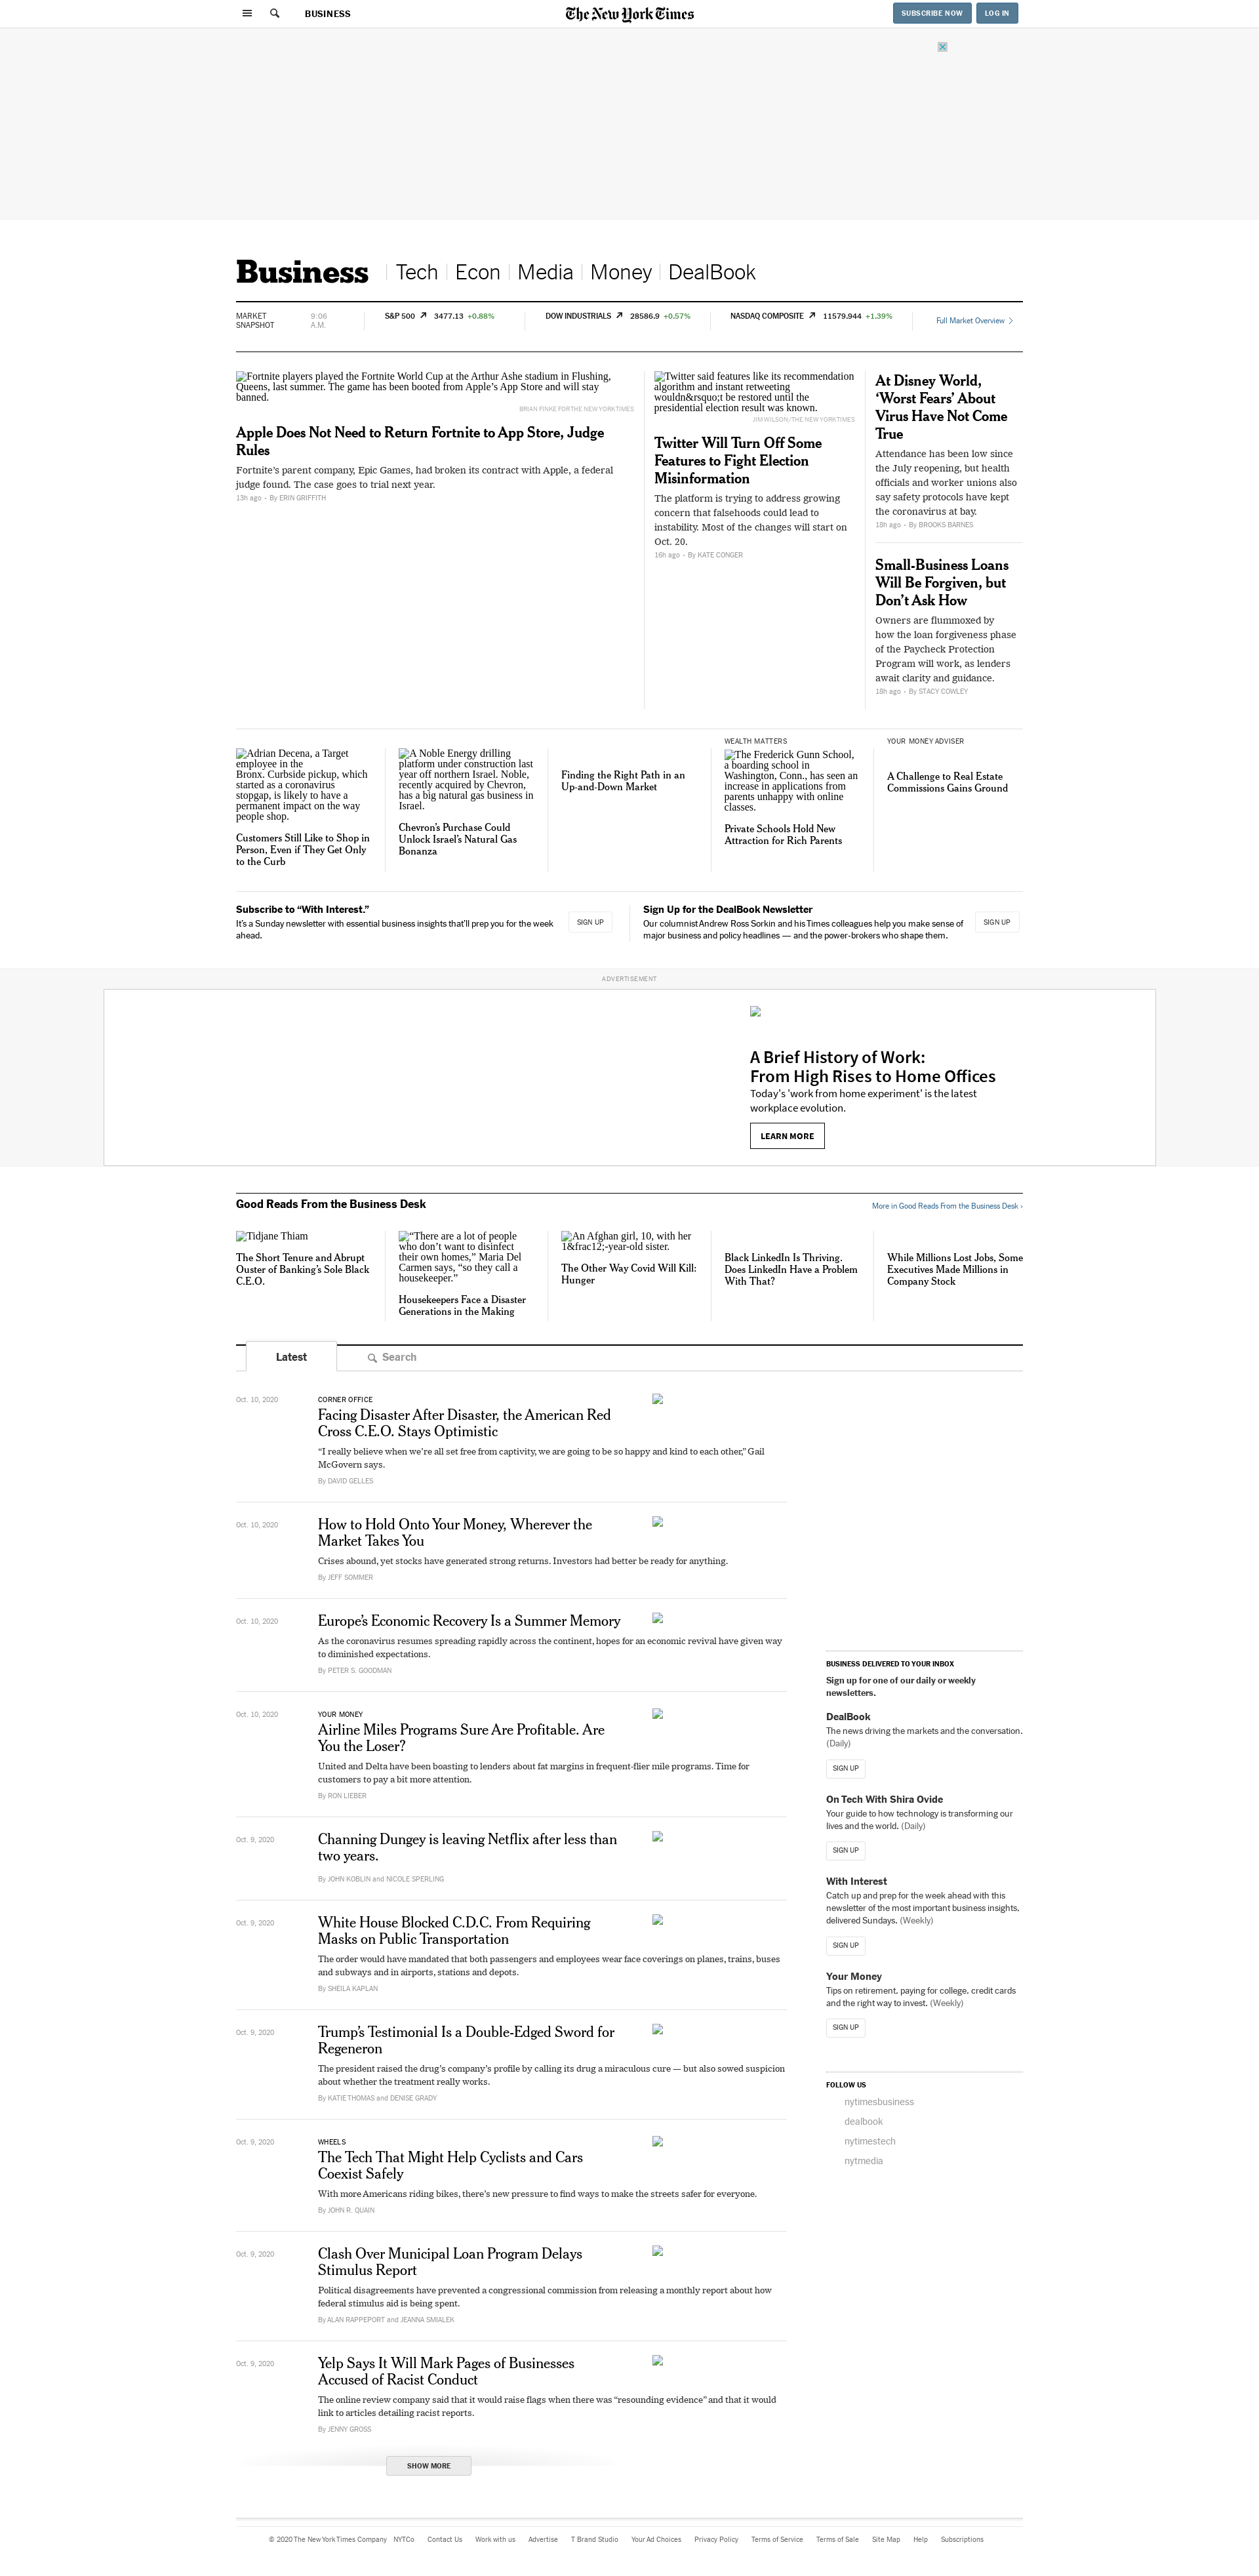 BUSINESS
The New York Times
SUBSCRIBE NOW
LOG IN
Business
Tech
Econ
Media
Money
DealBook
MARKET
SNAPSHOT
9:06
A.M.
S&P 500 3477.13 +0.88%
DOW INDUSTRIALS 28586.9 +0.57%
NASDAQ COMPOSITE 11579.944 +1.39%
Full Market Overview
Fortnite players played the Fortnite World Cup at the Arthur Ashe stadium in Flushing,
Queens, last summer. The game has been booted from Apple’s App Store and will stay
banned.
BRIAN FINKE FOR THE NEW YORK TIMES
Apple Does Not Need to Return Fortnite to App Store, Judge
Rules
Fortnite’s parent company, Epic Games, had broken its contract with Apple, a federal
judge found. The case goes to trial next year.
13h ago • By ERIN GRIFFITH
Twitter said features like its recommendation
algorithm and instant retweeting
wouldn&rsquo;t be restored until the
presidential election result was known.
JIM WILSON/THE NEW YORK TIMES
Twitter Will Turn Off Some
Features to Fight Election
Misinformation
The platform is trying to address growing
concern that falsehoods could lead to
instability. Most of the changes will start on
Oct. 20.
16h ago • By KATE CONGER
At Disney World,
‘Worst Fears’ About
Virus Have Not Come
True
Attendance has been low since
the July reopening, but health
officials and worker unions also
say safety protocols have kept
the coronavirus at bay.
18h ago • By BROOKS BARNES
Small-Business Loans
Will Be Forgiven, but
Don’t Ask How
Owners are flummoxed by
how the loan forgiveness phase
of the Paycheck Protection
Program will work, as lenders
await clarity and guidance.
18h ago • By STACY COWLEY
Adrian Decena, a Target
employee in the
Bronx. Curbside pickup, which
started as a coronavirus
stopgap, is likely to have a
permanent impact on the way
people shop.
Customers Still Like to Shop in
Person, Even if They Get Only
to the Curb
A Noble Energy drilling
platform under construction last
year off northern Israel. Noble,
recently acquired by Chevron,
has a big natural gas business in
Israel.
Chevron’s Purchase Could
Unlock Israel’s Natural Gas
Bonanza
Finding the Right Path in an
Up-and-Down Market
WEALTH MATTERS
The Frederick Gunn School,
a boarding school in
Washington, Conn., has seen an
increase in applications from
parents unhappy with online
classes.
Private Schools Hold New
Attraction for Rich Parents
YOUR MONEY ADVISER
A Challenge to Real Estate
Commissions Gains Ground
Subscribe to “With Interest.”
It’s a Sunday newsletter with essential business insights that’ll prep you for the week
ahead.
SIGN UP
Sign Up for the DealBook Newsletter
Our columnist Andrew Ross Sorkin and his Times colleagues help you make sense of
major business and policy headlines — and the power-brokers who shape them.
SIGN UP
ADVERTISEMENT
A Brief History of Work:
From High Rises to Home Offices
Today's 'work from home experiment' is the latest
workplace evolution.
LEARN MORE
Good Reads From the Business Desk
More in Good Reads From the Business Desk ›
Tidjane Thiam
The Short Tenure and Abrupt
Ouster of Banking’s Sole Black
C.E.O.
“There are a lot of people
who don’t want to disinfect
their own homes,” Maria Del
Carmen says, “so they call a
housekeeper.”
Housekeepers Face a Disaster
Generations in the Making
An Afghan girl, 10, with her
1&frac12;-year-old sister.
The Other Way Covid Will Kill:
Hunger
Black LinkedIn Is Thriving.
Does LinkedIn Have a Problem
With That?
While Millions Lost Jobs, Some
Executives Made Millions in
Company Stock
Latest
Search
Oct. 10, 2020
CORNER OFFICE
Facing Disaster After Disaster, the American Red
Cross C.E.O. Stays Optimistic
“I really believe when we’re all set free from captivity, we are going to be so happy and kind to each other,” Gail
McGovern says.
By DAVID GELLES
Oct. 10, 2020
How to Hold Onto Your Money, Wherever the
Market Takes You
Crises abound, yet stocks have generated strong returns. Investors had better be ready for anything.
By JEFF SOMMER
Oct. 10, 2020
Europe’s Economic Recovery Is a Summer Memory
As the coronavirus resumes spreading rapidly across the continent, hopes for an economic revival have given way
to diminished expectations.
By PETER S. GOODMAN
Oct. 10, 2020
YOUR MONEY
Airline Miles Programs Sure Are Profitable. Are
You the Loser?
United and Delta have been boasting to lenders about fat margins in frequent-flier mile programs. Time for
customers to pay a bit more attention.
By RON LIEBER
Oct. 9, 2020
Channing Dungey is leaving Netflix after less than
two years.
By JOHN KOBLIN and NICOLE SPERLING
Oct. 9, 2020
White House Blocked C.D.C. From Requiring
Masks on Public Transportation
The order would have mandated that both passengers and employees wear face coverings on planes, trains, buses
and subways and in airports, stations and depots.
By SHEILA KAPLAN
Oct. 9, 2020
Trump’s Testimonial Is a Double-Edged Sword for
Regeneron
The president raised the drug’s company’s profile by calling its drug a miraculous cure — but also sowed suspicion
about whether the treatment really works.
By KATIE THOMAS and DENISE GRADY
Oct. 9, 2020
WHEELS
The Tech That Might Help Cyclists and Cars
Coexist Safely
With more Americans riding bikes, there’s new pressure to find ways to make the streets safer for everyone.
By JOHN R. QUAIN
Oct. 9, 2020
Clash Over Municipal Loan Program Delays
Stimulus Report
Political disagreements have prevented a congressional commission from releasing a monthly report about how
federal stimulus aid is being spent.
By ALAN RAPPEPORT and JEANNA SMIALEK
Oct. 9, 2020
Yelp Says It Will Mark Pages of Businesses
Accused of Racist Conduct
The online review company said that it would raise flags when there was “resounding evidence” and that it would
link to articles detailing racist reports.
By JENNY GROSS
SHOW MORE
BUSINESS DELIVERED TO YOUR INBOX
Sign up for one of our daily or weekly
newsletters.
DealBook
The news driving the markets and the conversation.
(Daily)
SIGN UP
On Tech With Shira Ovide
Your guide to how technology is transforming our
lives and the world. (Daily)
SIGN UP
With Interest
Catch up and prep for the week ahead with this
newsletter of the most important business insights,
delivered Sundays. (Weekly)
SIGN UP
Your Money
Tips on retirement, paying for college, credit cards
and the right way to invest. (Weekly)
SIGN UP
FOLLOW US
nytimesbusiness
dealbook
nytimestech
nytmedia
© 2020 The New York Times Company NYTCo Contact Us Work with us Advertise T Brand Studio Your Ad Choices Privacy Policy Terms of Service Terms of Sale Site Map Help Subscriptions